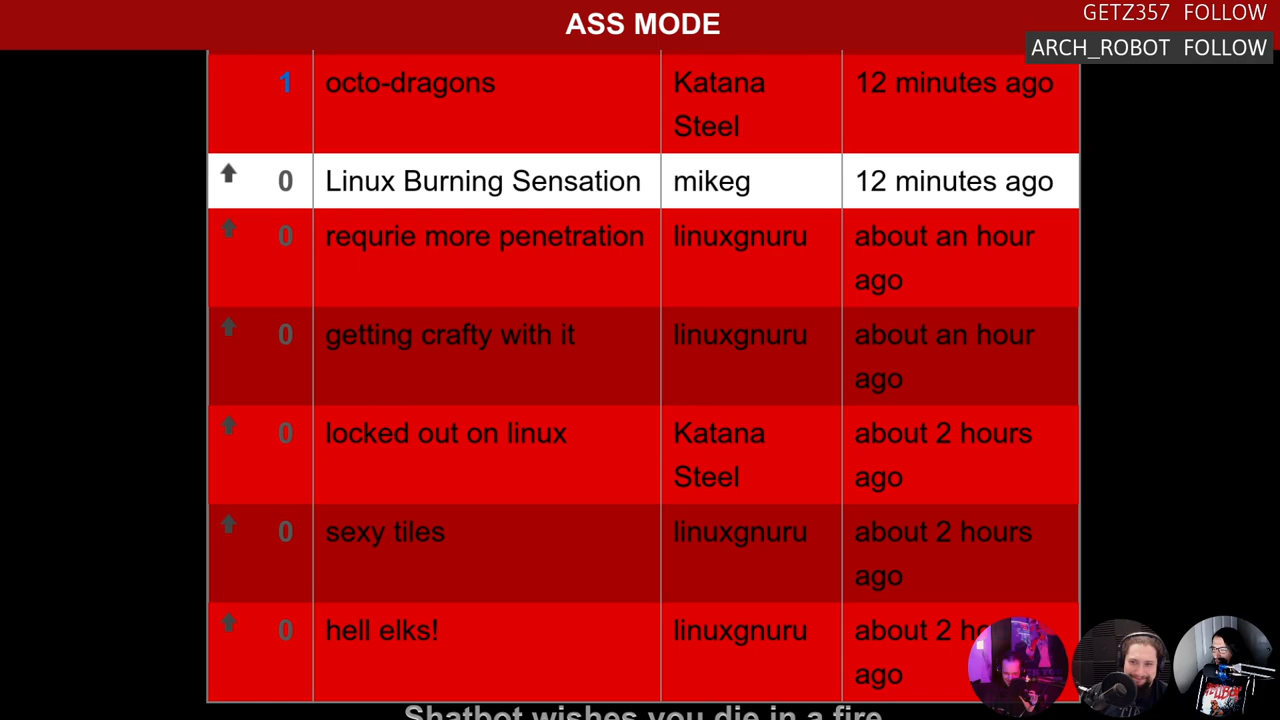 ASS MODE
GETZ357 FOLLOW
ARCH_ROBOT FOLLOW
1 octo-dragons Katana 12 minutes ago
Steel
0 Linux Burning Sensation mikeg 12 minutes ago
0 requrie more penetration linuxgnuru about an hour
ago
0 getting crafty with it linuxgnuru about an hour
ago
0 locked out on linux Katana about 2 hours
Steel ago
0 sexy tiles linuxgnuru about 2 hours
ago
0 hell elks! linuxgnuru about 2
ago
Shatbot wishes you die in a fire